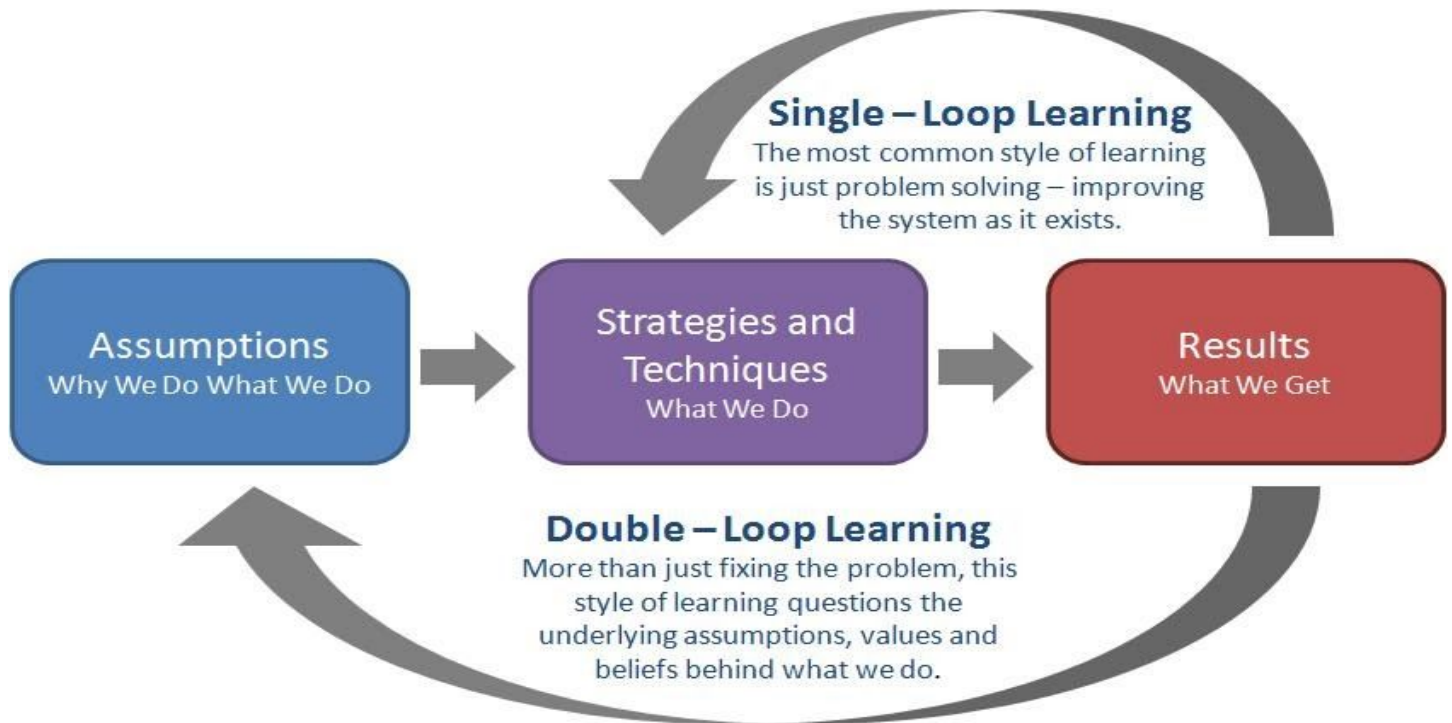 Single – Loop Learning
The most common style of learning
is just problem solving – improving
the system as it exists.
Assumptions
Why We Do What We Do
Strategies and
Techniques
What We Do
Results
What We Get
Double – Loop Learning
More than just fixing the problem, this
style of learning questions the
underlying assumptions, values and
beliefs behind what we do.